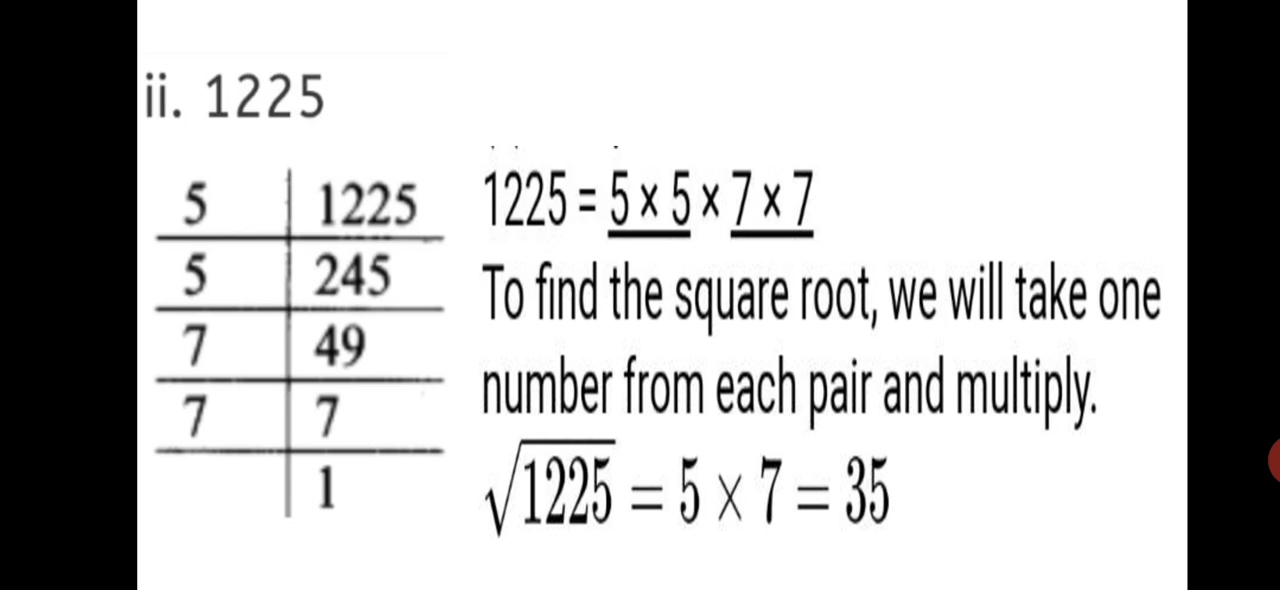 ii. 1225
5 | 1225
5 | 245
7 | 49
7 | 7
| 1
1225 = 5 × 5 × 7 × 7
To find the square root, we will take one
number from each pair and multiply.
√1225 = 5 × 7 = 35